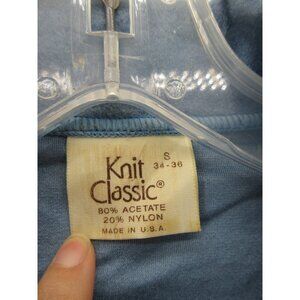 Knit
Classic®
S
34-36
80% ACETATE
20% NYLON
MADE IN U.S.A.